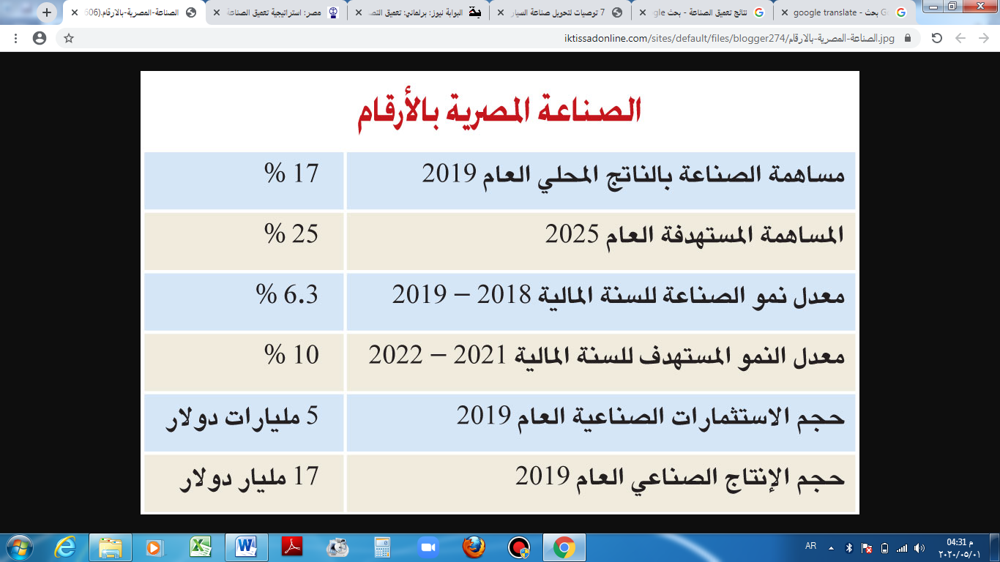 google translate - بحث G
نتائج تعميق الصناعة - بحث gle
7 توصيات لتحويل صناعة السيار
البوابة نيوز: برلماني: تعميق التص
مصر: استراتيجية تعميق الصناعة
الصناعة-المصرية-بالارقام.(506
iktissadonline.com/sites/default/files/blogger274/الصناعة-المصرية-بالارقام.jpg
الصناعة المصرية بالأرقام
مساهمة الصناعة بالناتج المحلي العام 2019 17 %
المساهمة المستهدفة العام 2025 25 %
معدل نمو الصناعة للسنة المالية 2018 – 2019 6.3 %
معدل النمو المستهدف للسنة المالية 2021 – 2022 10 %
حجم الاستثمارات الصناعية العام 2019 5 مليارات دولار
حجم الإنتاج الصناعي العام 2019 17 مليار دولار
AR
04:31 م
٢٠٢٠/٠٥/٠١